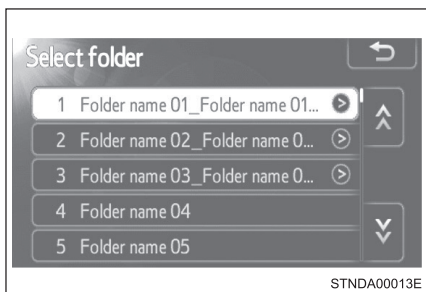 Select folder
1 Folder name 01_Folder name 01...
2 Folder name 02_Folder name 0...
3 Folder name 03_Folder name 0...
4 Folder name 04
5 Folder name 05
STNDA00013E